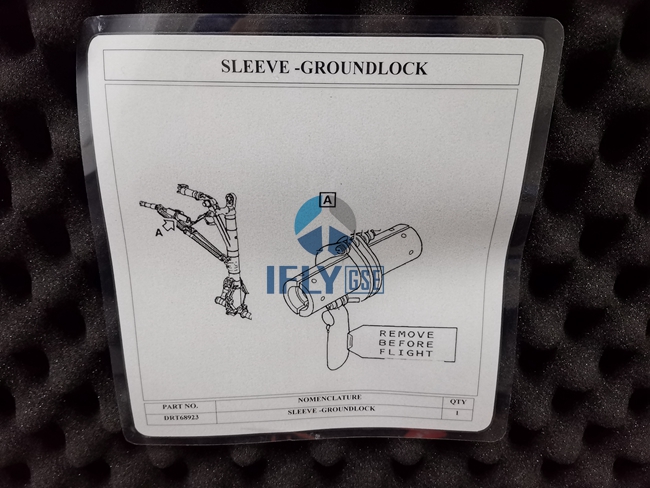 SLEEVE -GROUNDLOCK
A
A
IFLY GSE
REMOVE
BEFORE
FLIGHT
PART NO. NOMENCLATURE QTY
DRT68923 SLEEVE -GROUNDLOCK 1